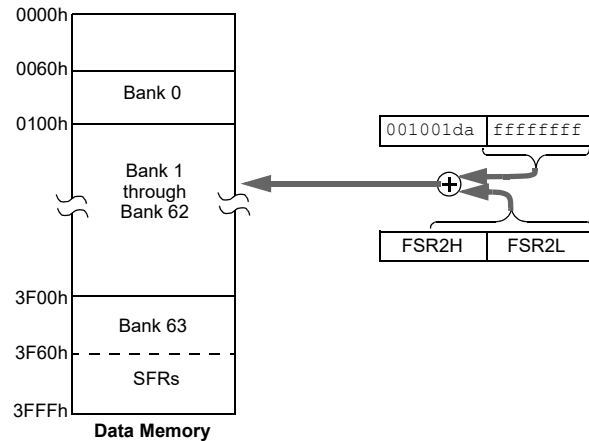 0000h
0060h
Bank 0
0100h
Bank 1
through
Bank 62
001001da ffffffff
FSR2H FSR2L
3F00h
Bank 63
3F60h
SFRs
3FFFh
Data Memory